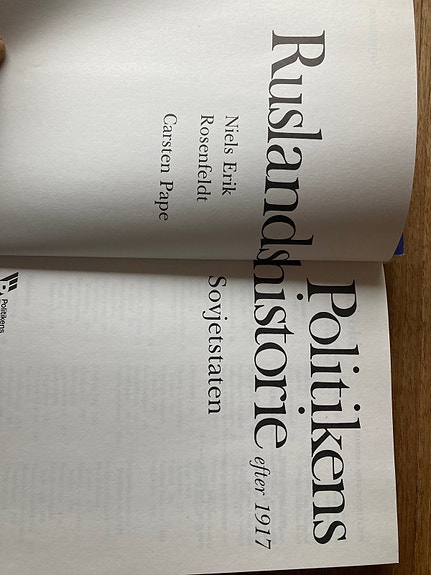 Politikens
Ruslandshistorie efter 1917
Niels Erik
Rosenfeldt
Carsten Pape
Sovjetstaten
Politikens